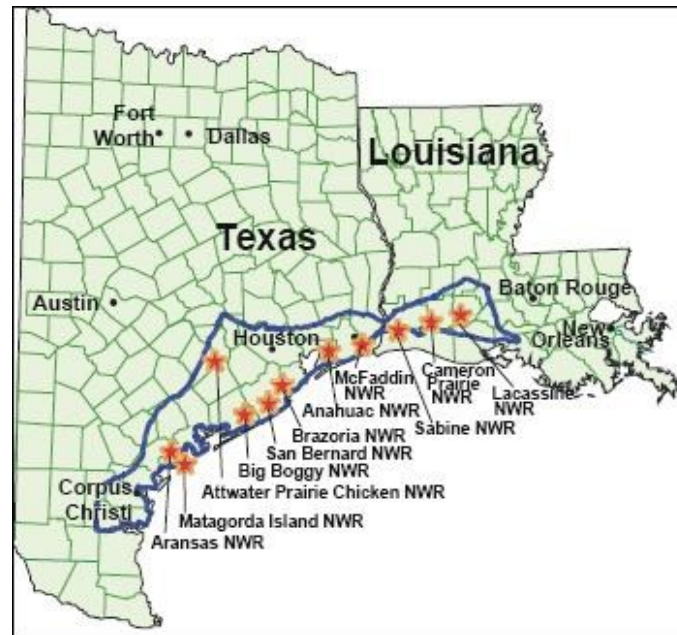 Fort
Worth
Dallas
Louisiana
Texas
Austin
Baton Rouge
Houston
New
Orleans
McFaddin
NWR
Cameron
Prairie
NWR
Lacassine
NWR
Anahuac NWR
Sabine NWR
Brazoria NWR
San Bernard NWR
Big Boggy NWR
Corpus
Christi
Attwater Prairie Chicken NWR
Matagorda Island NWR
Aransas NWR